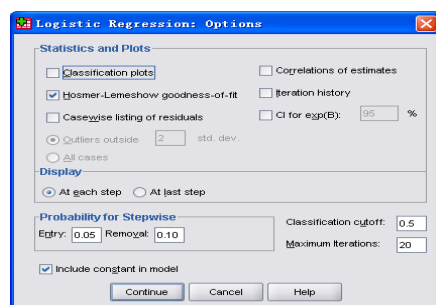 Logistic Regression: Options
Statistics and Plots
Classification plots
Correlations of estimates
Hosmer-Lemeshow goodness-of-fit
Iteration history
Casewise listing of residuals
CI for exp(B): 95 %
Outliers outside 2 std. dev.
All cases
Display
At each step At last step
Probability for Stepwise
Entry: 0.05 Removal: 0.10
Classification cutoff: 0.5
Maximum Iterations: 20
Include constant in model
Continue Cancel Help